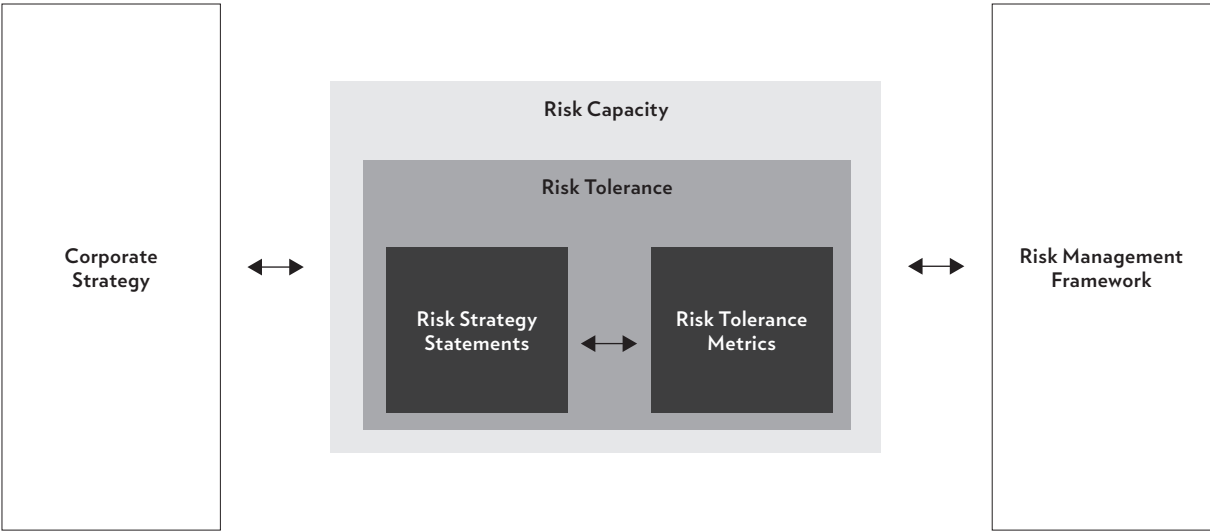 Risk Capacity
Risk Tolerance
Corporate
Strategy
Risk Strategy
Statements
Risk Tolerance
Metrics
Risk Management
Framework